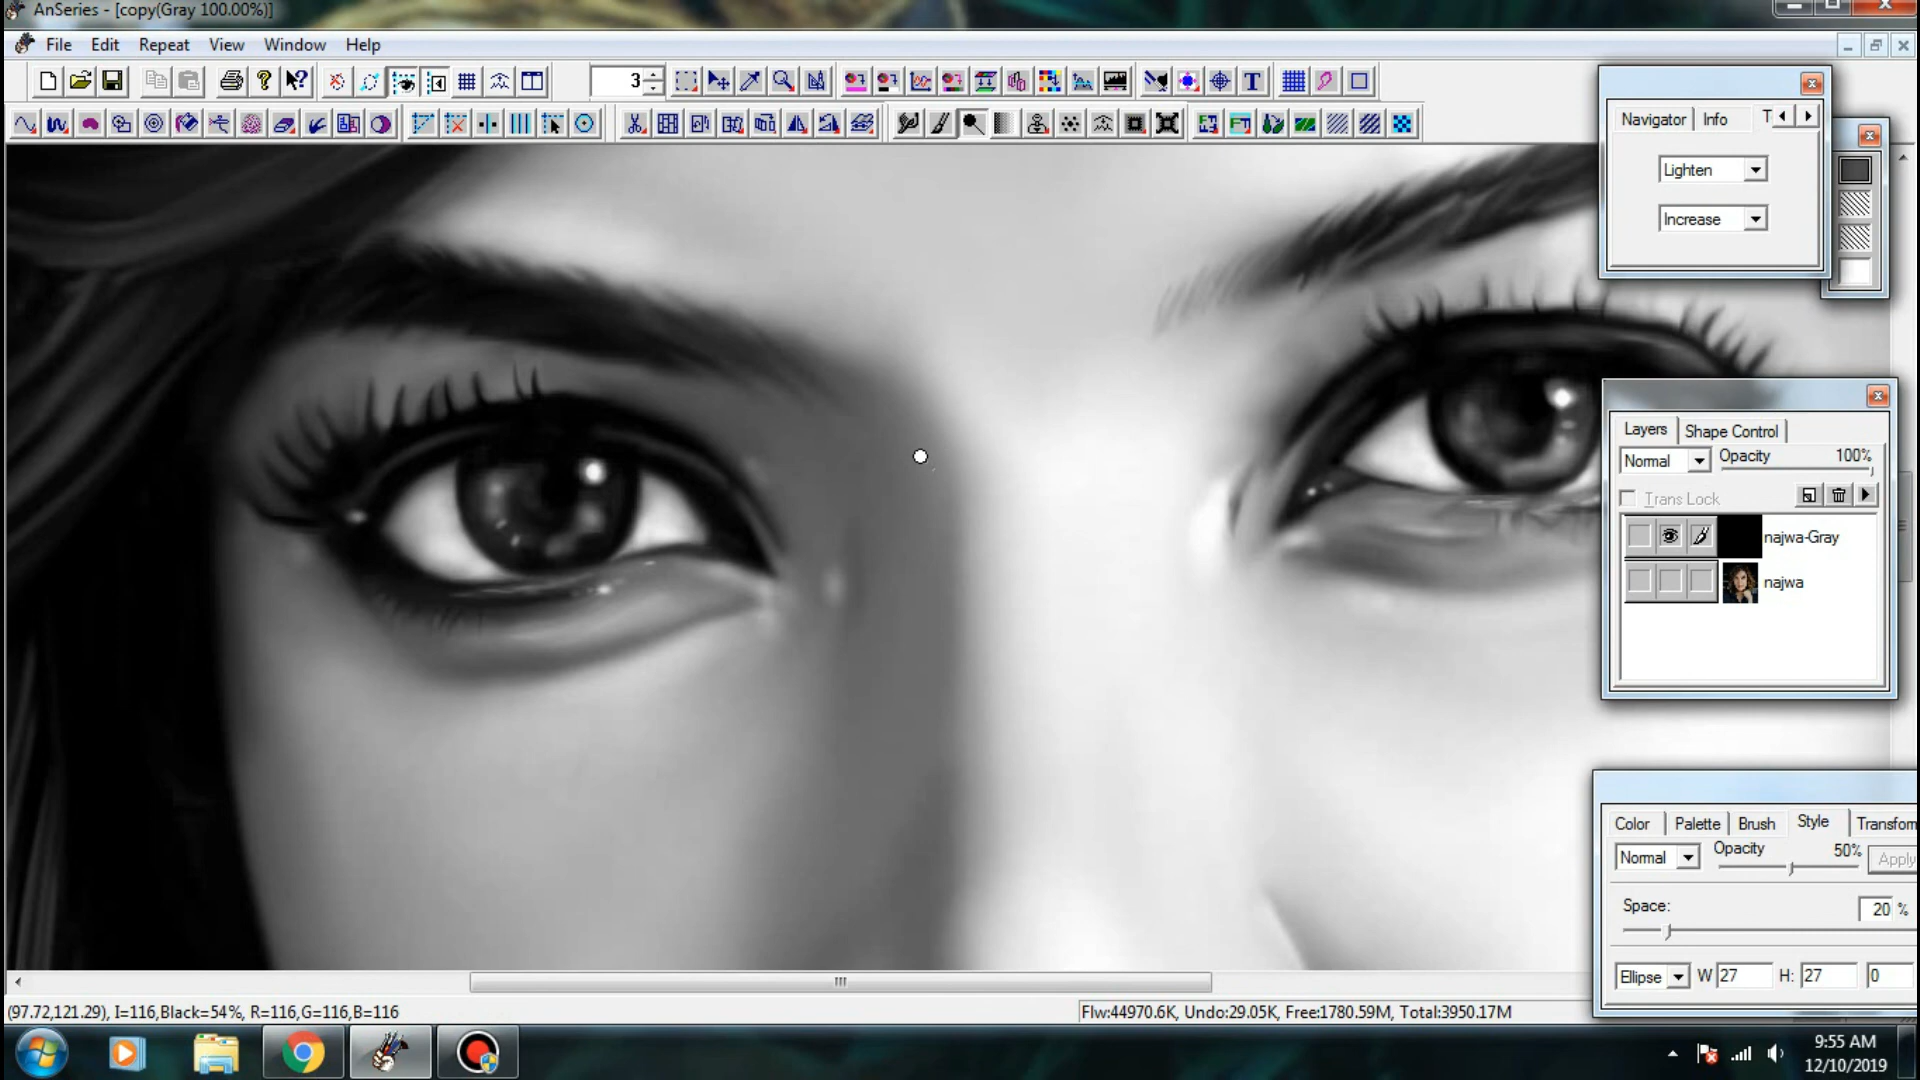 AnSeries - [copy(Gray 100.00%)]
File Edit Repeat View Window Help
3
Navigator Info T
Lighten
Increase
Layers Shape Control
Normal Opacity 100%
Trans Lock
najwa-Gray
najwa
Color Palette Brush Style Transfom
Normal Opacity 50% Apply
Space: 20 %
Ellipse W 27 H: 27 0
(97.72,121.29), I=116,Black=54%, R=116,G=116,B=116
Flw:44970.6K, Undo:29.05K, Free:1780.59M, Total:3950.17M
9:55 AM
12/10/2019